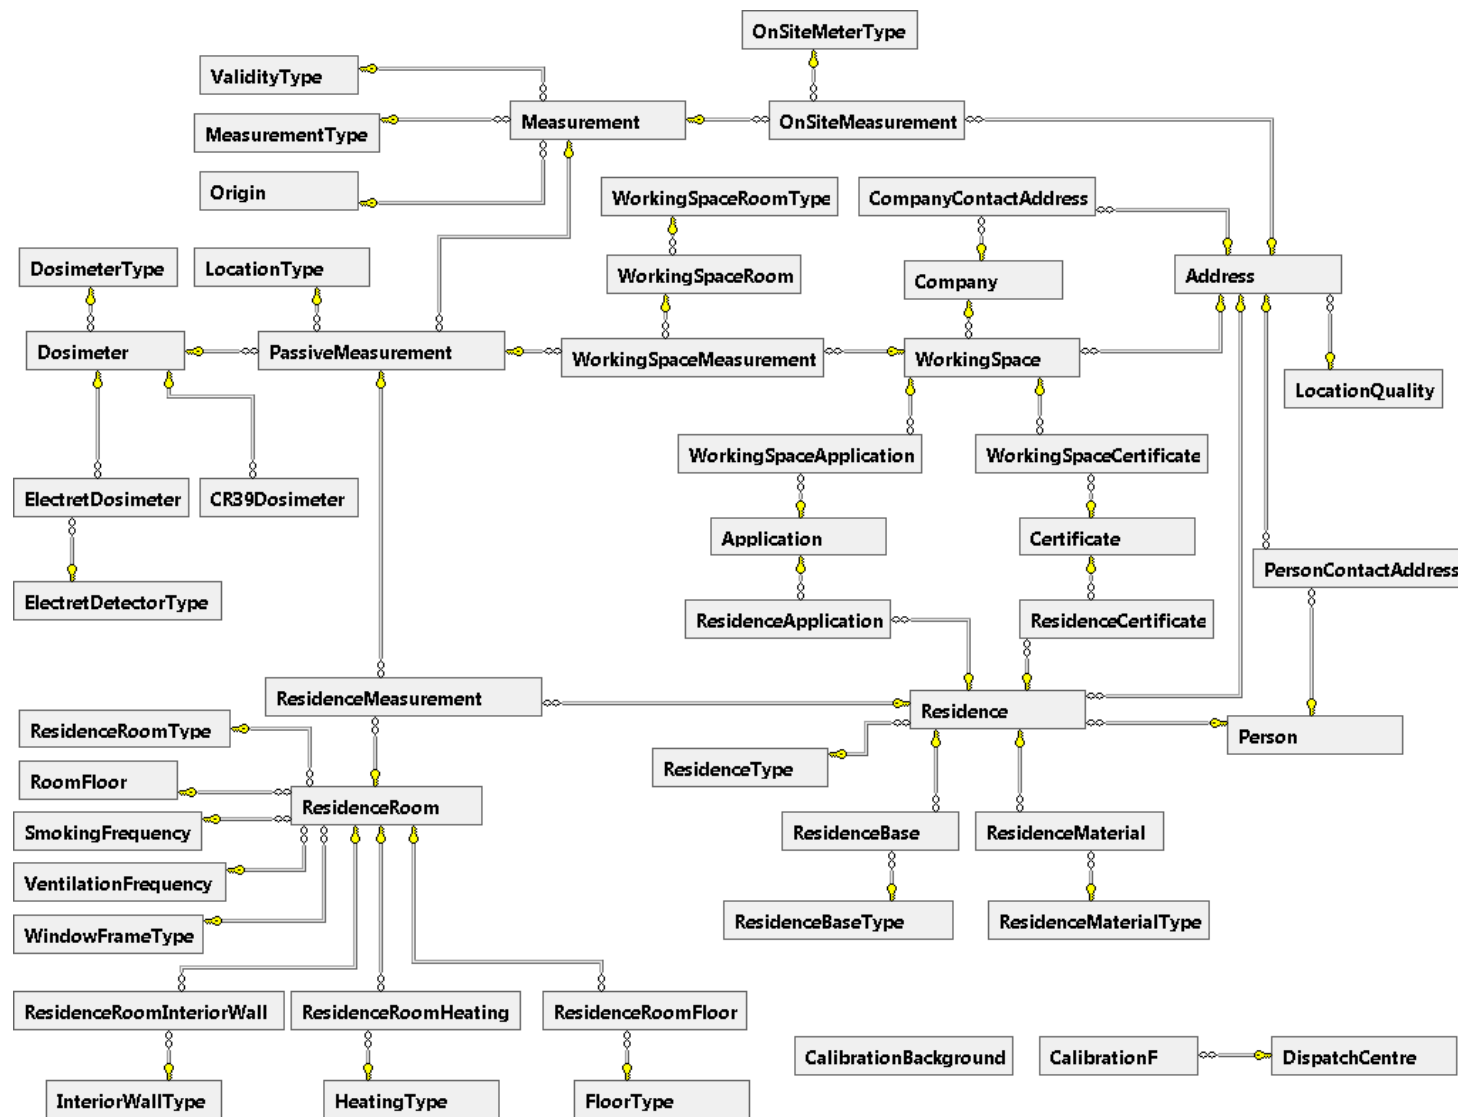 OnSiteMeterType
ValidityType
Measurement
OnSiteMeasurement
MeasurementType
Origin
WorkingSpaceRoomType
CompanyContactAddress
DosimeterType
LocationType
WorkingSpaceRoom
Company
Address
Dosimeter
PassiveMeasurement
WorkingSpaceMeasurement
WorkingSpace
LocationQuality
WorkingSpaceApplication
WorkingSpaceCertificate
ElectretDosimeter
CR39Dosimeter
Application
Certificate
PersonContactAddress
ElectretDetectorType
ResidenceApplication
ResidenceCertificate
ResidenceMeasurement
Residence
ResidenceRoomType
Person
ResidenceType
RoomFloor
ResidenceRoom
SmokingFrequency
ResidenceBase
ResidenceMaterial
VentilationFrequency
WindowFrameType
ResidenceBaseType
ResidenceMaterialType
ResidenceRoomInteriorWall
ResidenceRoomHeating
ResidenceRoomFloor
CalibrationBackground
CalibrationF
DispatchCentre
InteriorWallType
HeatingType
FloorType